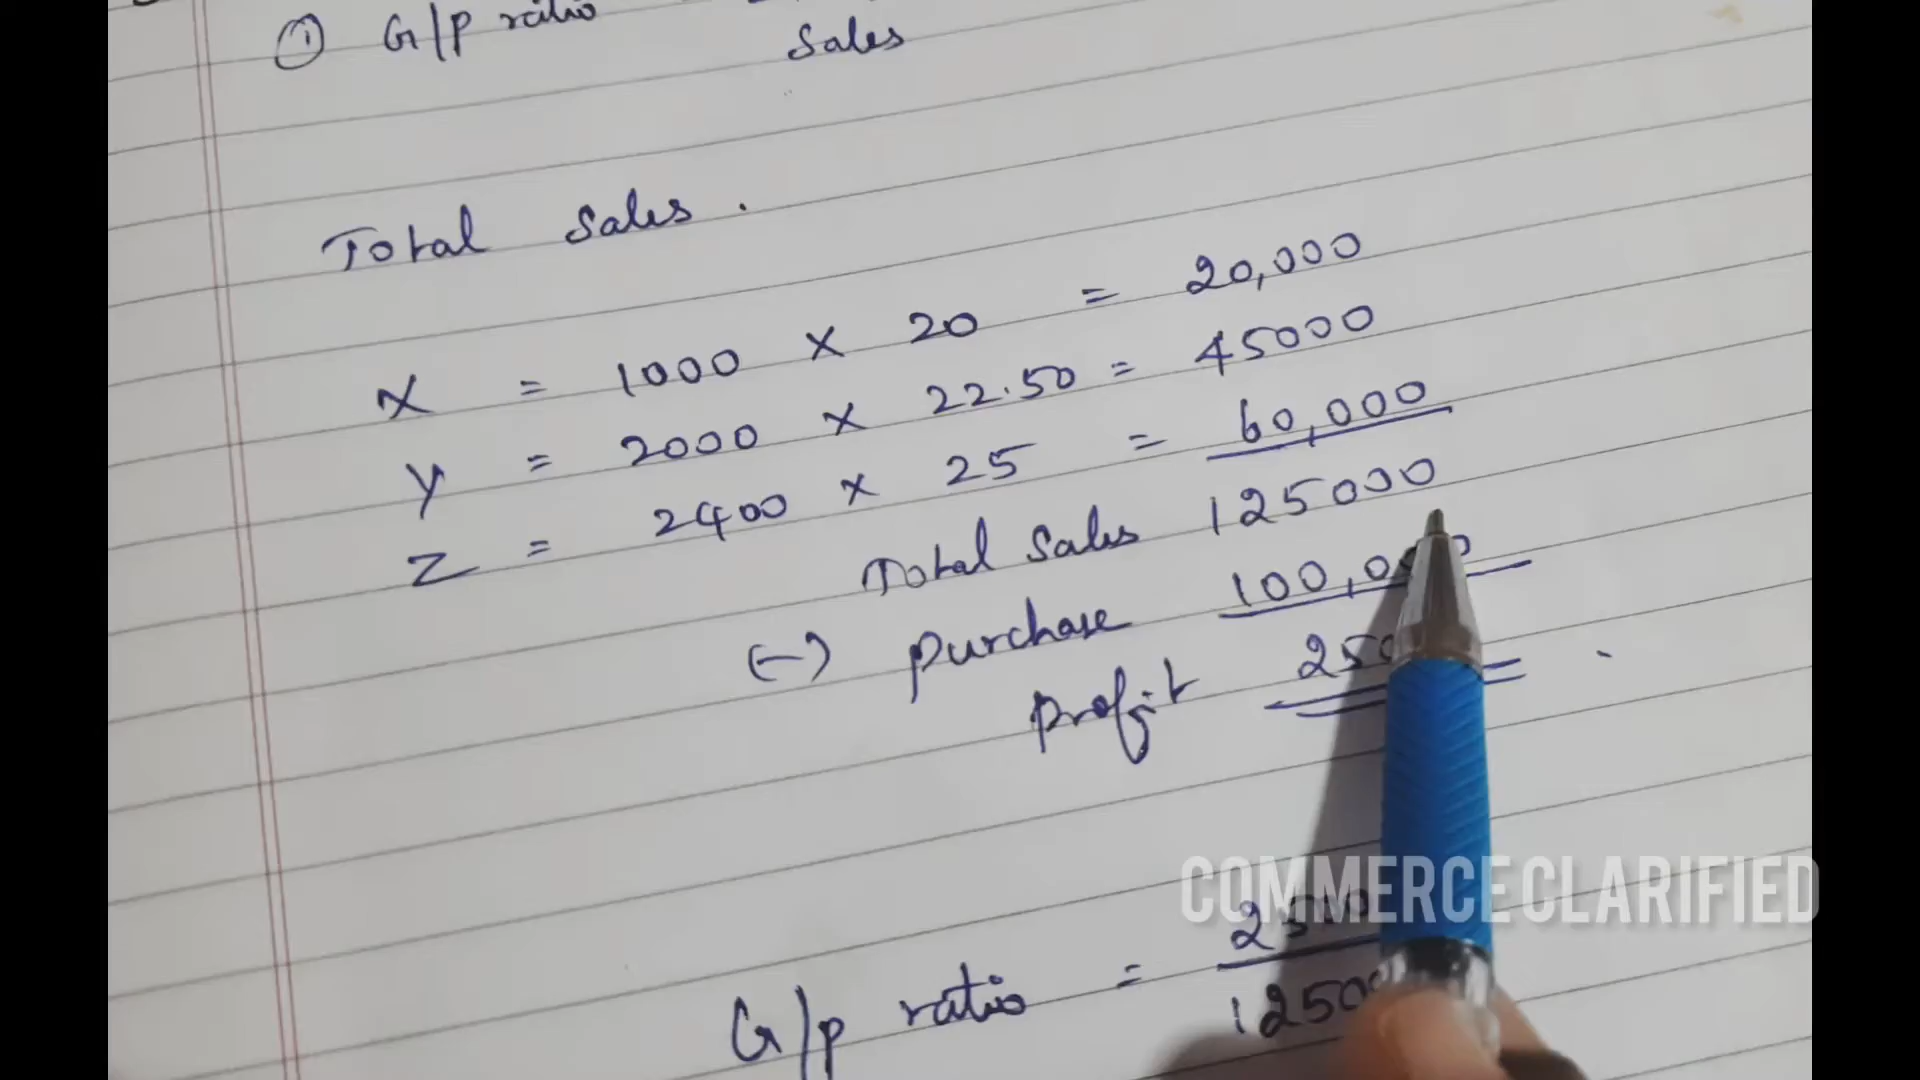 ① G/P ratio
Sales
Total Sales.
X = 1000 × 20 = 20,000
Y = 2000 × 22.50 = 45000
Z = 2400 × 25 = 60,000
Total Sales 125000
(-) Purchase
Profit
G/p ratio =
COMMERCE CLARIFIED